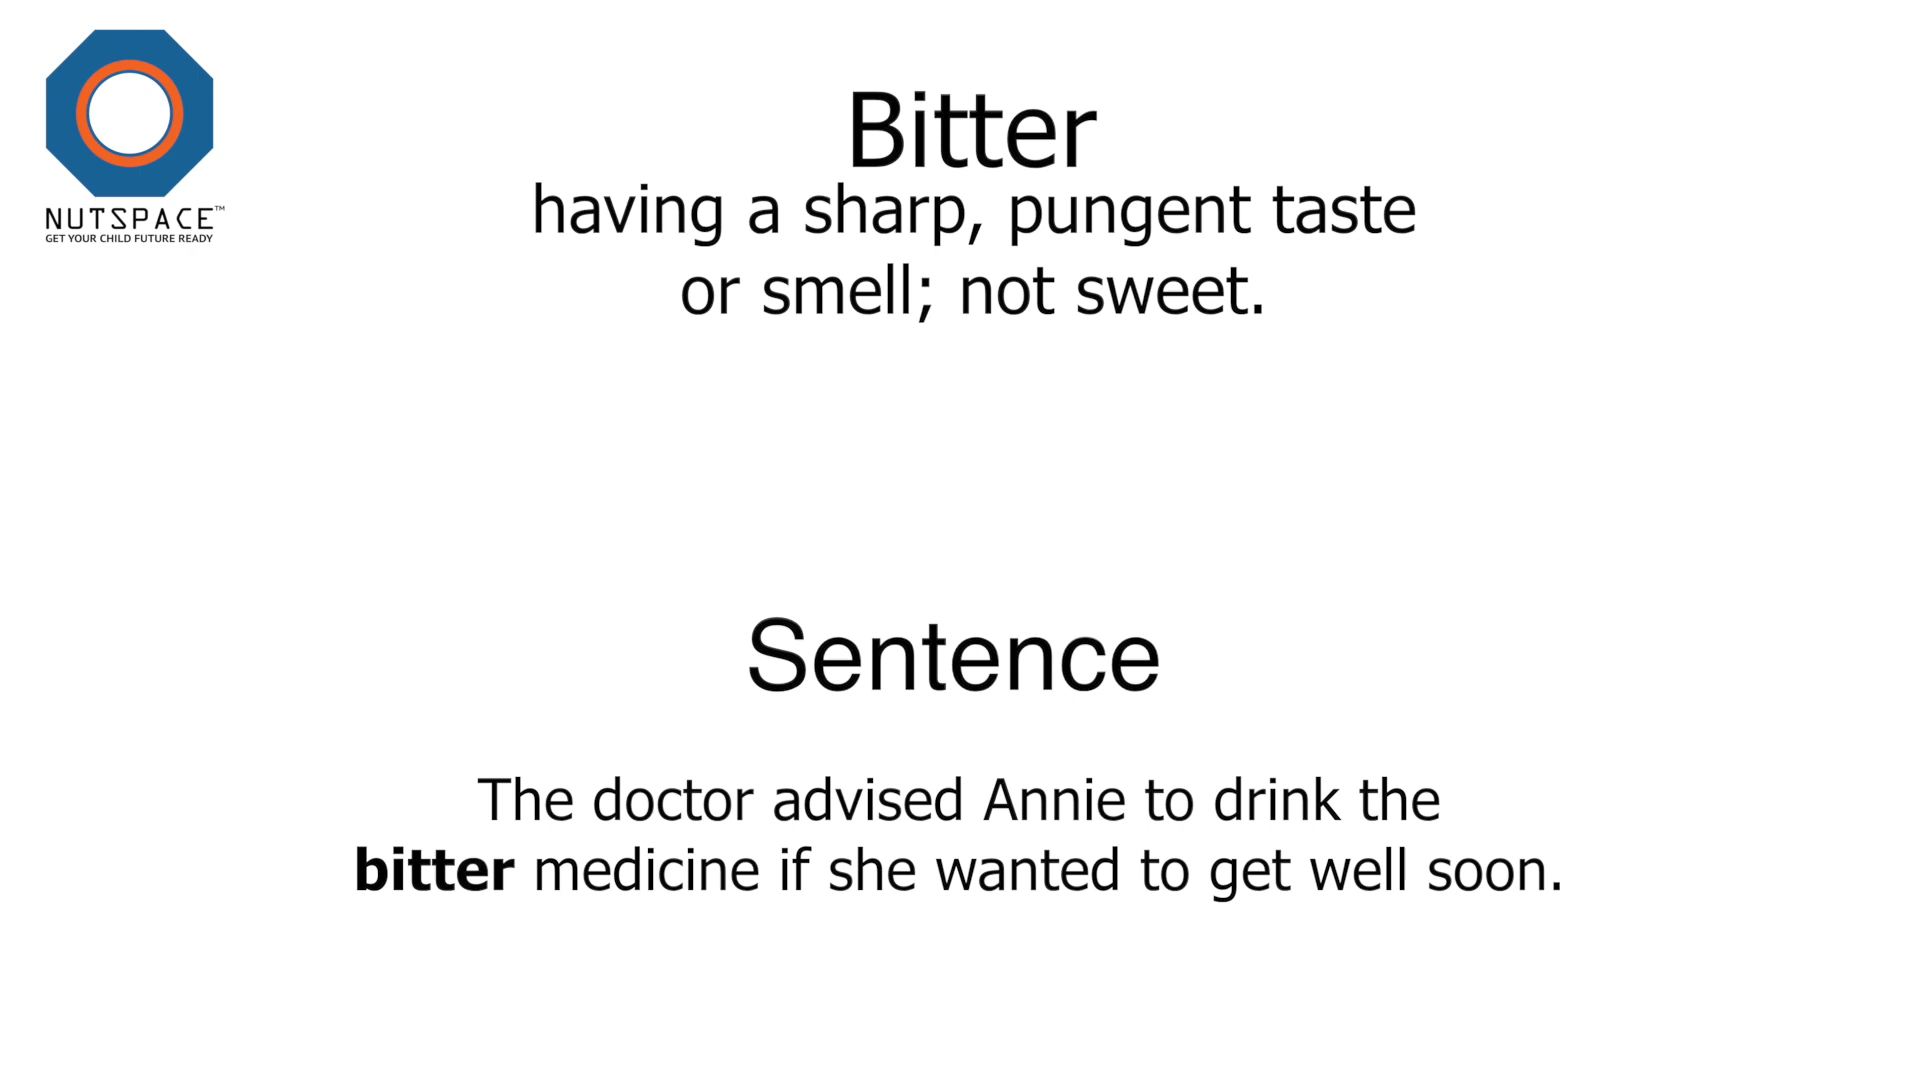 NUTSPACE™
GET YOUR CHILD FUTURE READY
Bitter
having a sharp, pungent taste
or smell; not sweet.
Sentence
The doctor advised Annie to drink the
bitter medicine if she wanted to get well soon.